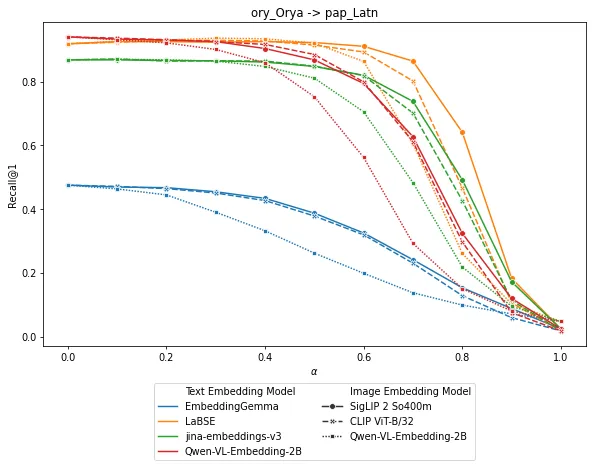 ory_Orya -> pap_Latn
Recall@1
0.8
0.6
0.4
0.2
0.0
0.0 0.2 0.4 0.6 0.8 1.0
α
Text Embedding Model
EmbeddingGemma
LaBSE
jina-embeddings-v3
Qwen-VL-Embedding-2B
Image Embedding Model
SigLIP 2 So400m
CLIP ViT-B/32
Qwen-VL-Embedding-2B